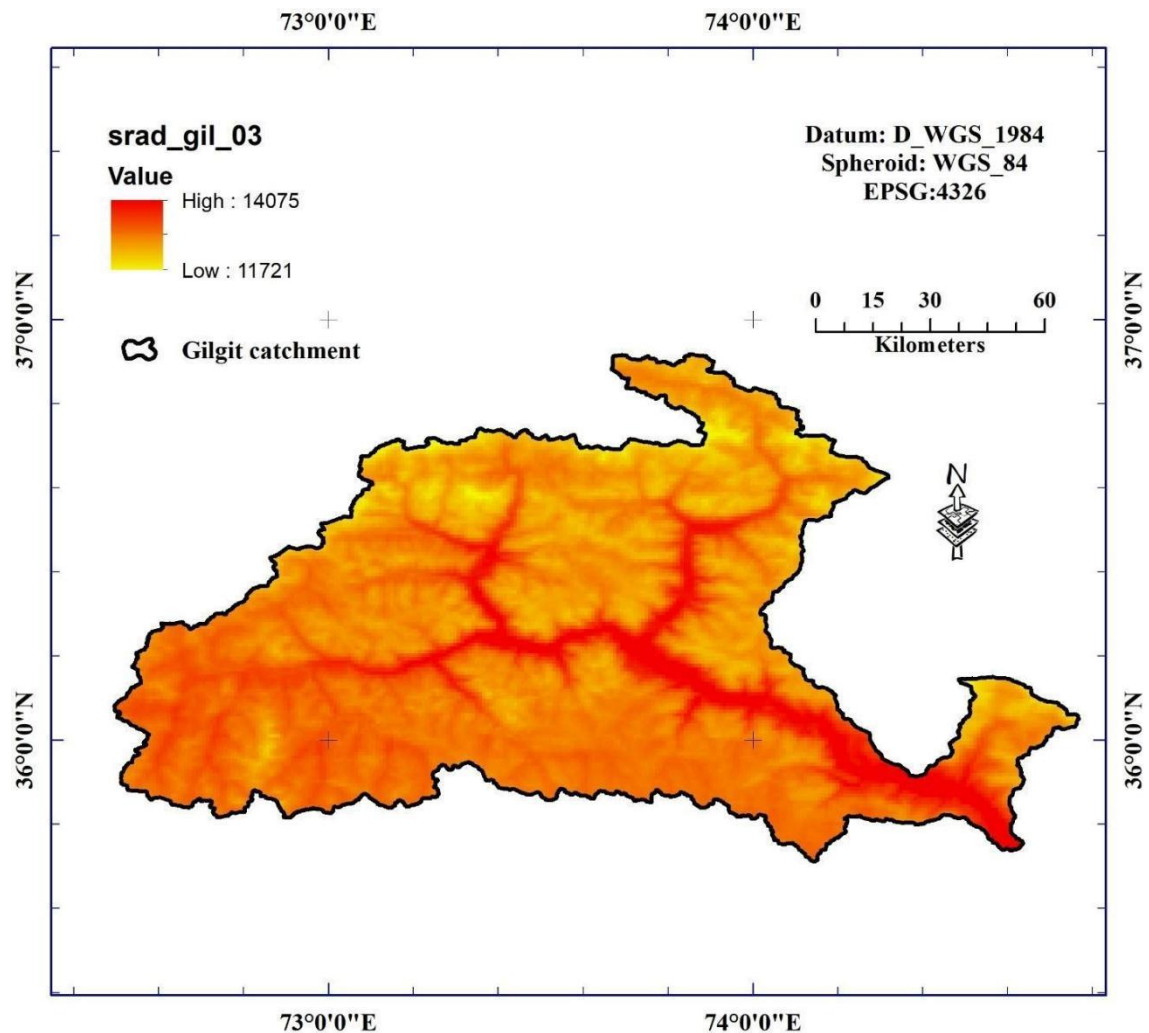 73°0'0"E 74°0'0"E
srad_gil_03
Value
High : 14075
Low : 11721
Datum: D_WGS_1984
Spheroid: WGS_84
EPSG:4326
37°0'0"N 37°0'0"N
0 15 30 60
Kilometers
Gilgit catchment
N
36°0'0"N 36°0'0"N
73°0'0"E 74°0'0"E